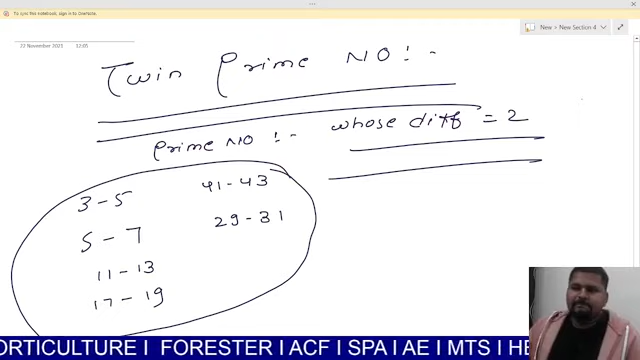 To sync this notebook, sign in to OneNote.
New > New Section 4
22 November 2021 12:05
Twin Prime NO! -
Prime NO !- whose diff = 2
3 - 5 41 - 43
5 - 7 29 - 31
11 - 13
17 - 19
ORTICULTURE I FORESTER I ACF I SPA I AE I MTS I HE